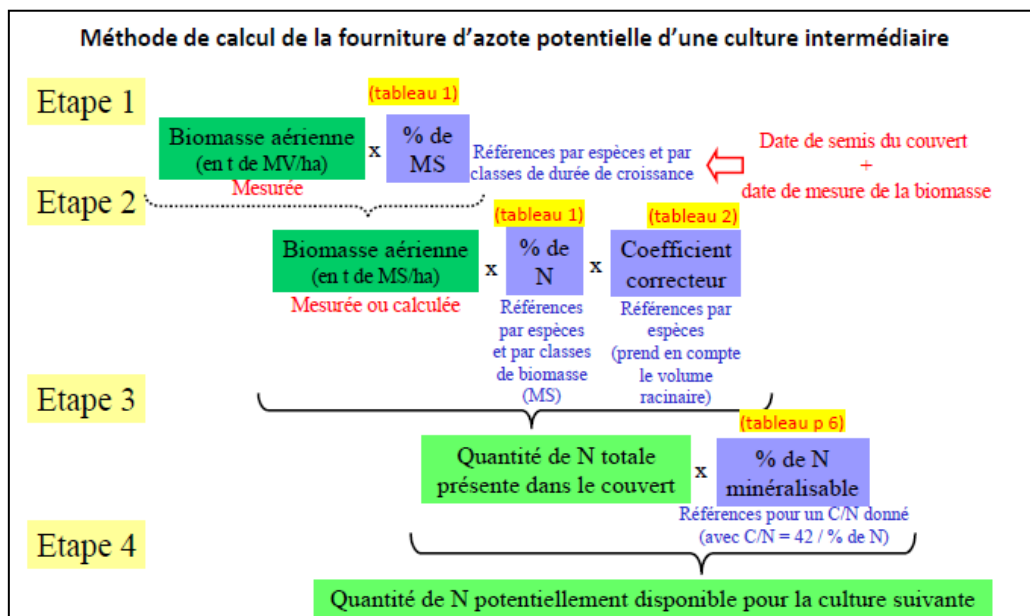 Méthode de calcul de la fourniture d'azote potentielle d'une culture intermédiaire
Etape 1
(tableau 1)
Biomasse aérienne
(en t de MV/ha)
x
% de
MS
Mesurée
Références par espèces et par
classes de durée de croissance
Date de semis du couvert
+
date de mesure de la biomasse
Etape 2
(tableau 1)
(tableau 2)
Biomasse aérienne
(en t de MS/ha)
x
% de
N
x
Coefficient
correcteur
Mesurée ou calculée
Références
par espèces
et par classes
de biomasse
(MS)
Références par
espèces
(prend en compte
le volume
racinaire)
Etape 3
(tableau p 6)
Quantité de N totale
présente dans le couvert
x
% de N
minéralisable
Références pour un C/N donné
(avec C/N = 42 / % de N)
Etape 4
Quantité de N potentiellement disponible pour la culture suivante